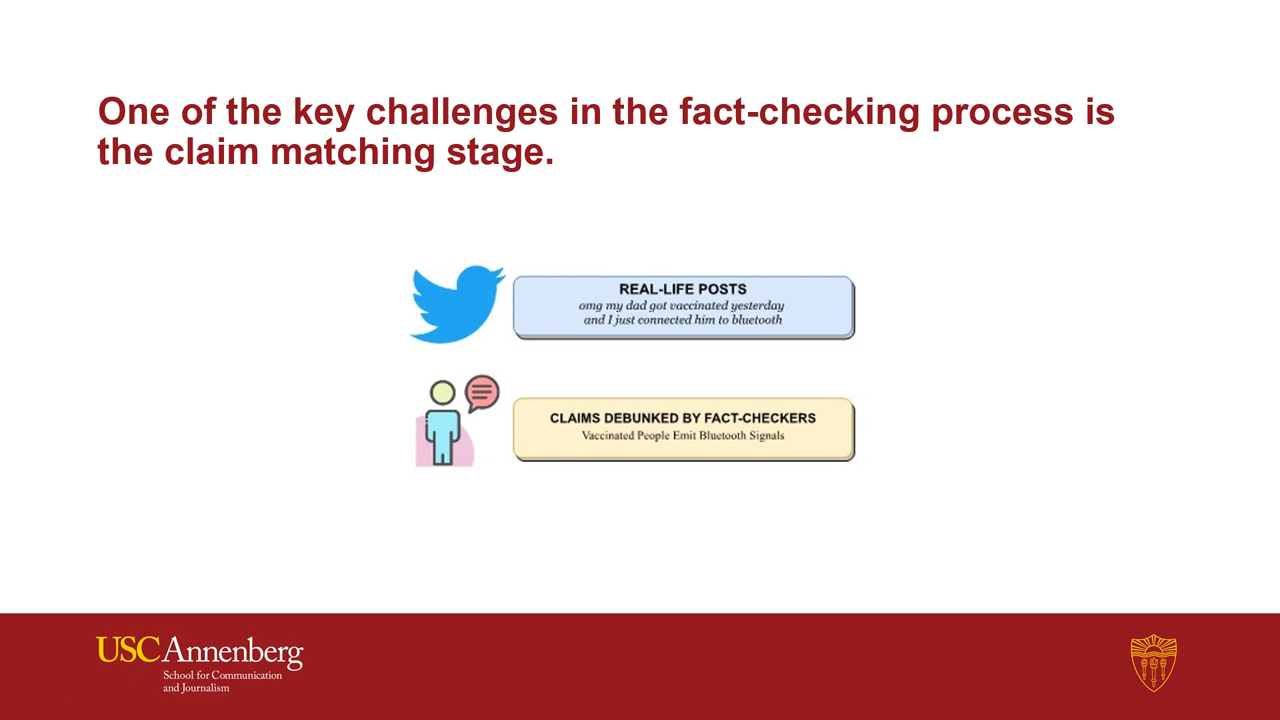 One of the key challenges in the fact-checking process is
the claim matching stage.
REAL-LIFE POSTS
omg my dad got vaccinated yesterday
and I just connected him to bluetooth
CLAIMS DEBUNKED BY FACT-CHECKERS
Vaccinated People Emit Bluetooth Signals
USC Annenberg
School for Communication
and Journalism